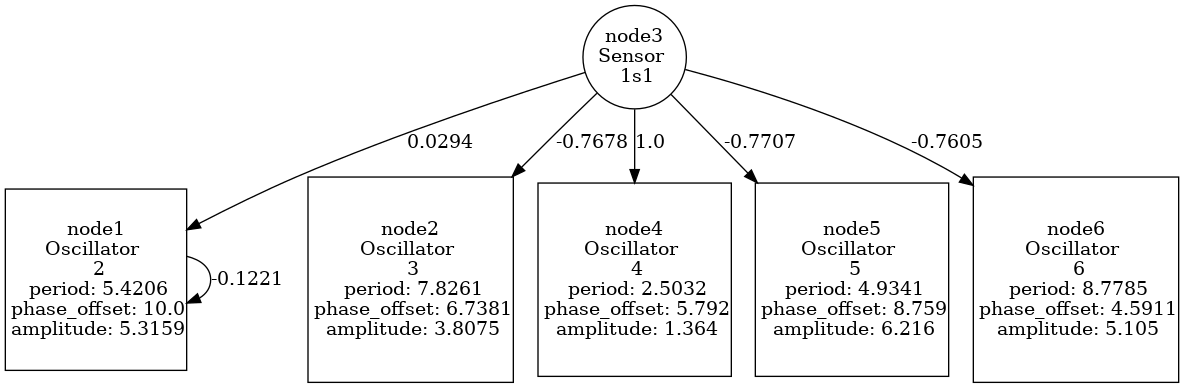 node3
Sensor
1s1
0.0294
-0.7678
1.0
-0.7707
-0.7605
node1
Oscillator
2
period: 5.4206
phase_offset: 10.0
amplitude: 5.3159
-0.1221
node2
Oscillator
3
period: 7.8261
phase_offset: 6.7381
amplitude: 3.8075
node4
Oscillator
4
period: 2.5032
phase_offset: 5.792
amplitude: 1.364
node5
Oscillator
5
period: 4.9341
phase_offset: 8.759
amplitude: 6.216
node6
Oscillator
6
period: 8.7785
phase_offset: 4.5911
amplitude: 5.105